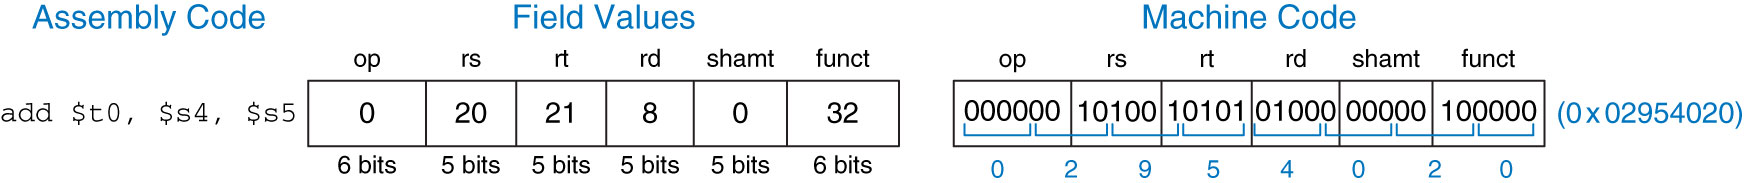 Assembly Code Field Values Machine Code
op rs rt rd shamt funct op rs rt rd shamt funct
add $t0, $s4, $s5 0 20 21 8 0 32 000000 10100 10101 01000 00000 100000 (0x02954020)
6 bits 5 bits 5 bits 5 bits 5 bits 6 bits 0 2 9 5 4 0 2 0